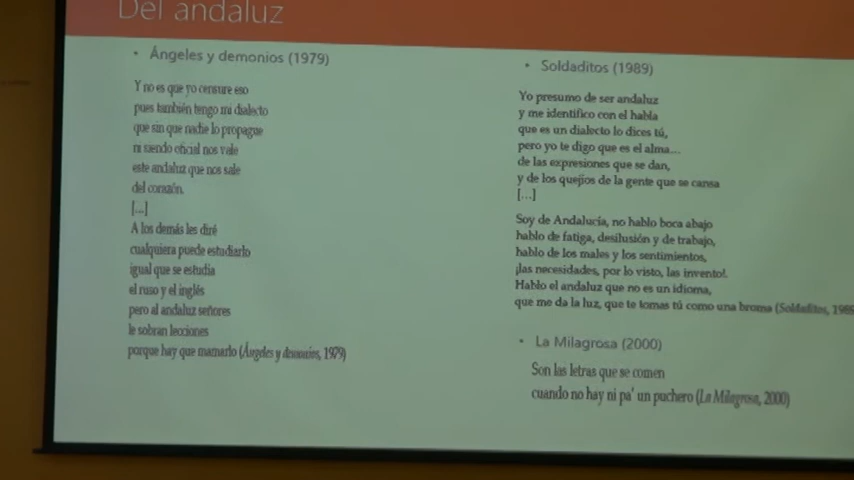 Del andaluz
• Ángeles y demonios (1979)
Y no es que yo censure eso
pues también tengo mi dialecto
que sin que nadie lo propague
ni siendo oficial nos vale
este andaluz que nos sale
del corazón.
[...]
A los demás les diré
cualquiera puede estudiarlo
igual que se estudia
el ruso y el inglés
pero al andaluz señores
le sobran lecciones
porque hay que mamarlo (Ángeles y demonios, 1979)
• Soldaditos (1989)
Yo presumo de ser andaluz
y me identifico con el habla
que es un dialecto lo dices tú,
pero yo te digo que es el alma...
de las expresiones que se dan,
y de los quejíos de la gente que se cansa
[...]
Soy de Andalucía, no hablo boca abajo
hablo de fatiga, desilusión y de trabajo,
hablo de los males y los sentimientos,
¡las necesidades, por lo visto, las invento!.
Hablo el andaluz que no es un idioma,
que me da la luz, que te tomas tú como una broma (Soldaditos, 1989
• La Milagrosa (2000)
Son las letras que se comen
cuando no hay ni pa' un puchero (La Milagrosa, 2000)